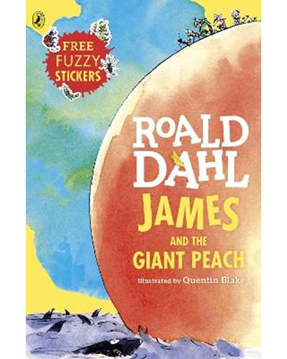 FREE
FUZZY
STICKERS
ROALD
DAHL
JAMES
AND THE
GIANT PEACH
Illustrated by Quentin Blake